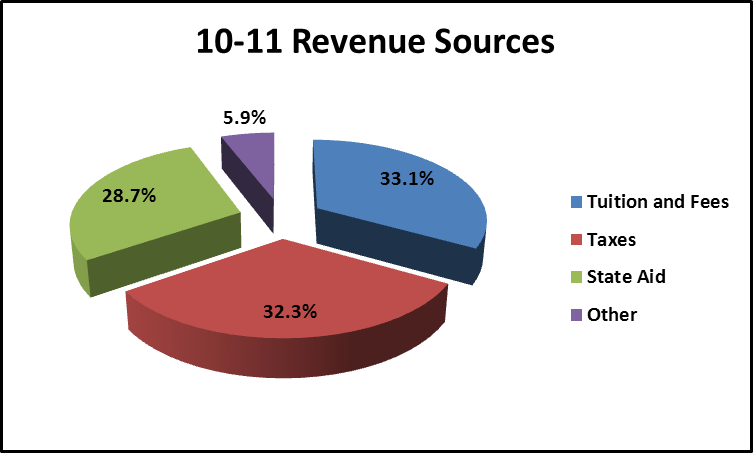 10-11 Revenue Sources
5.9%
33.1%
28.7%
32.3%
Tuition and Fees
Taxes
State Aid
Other